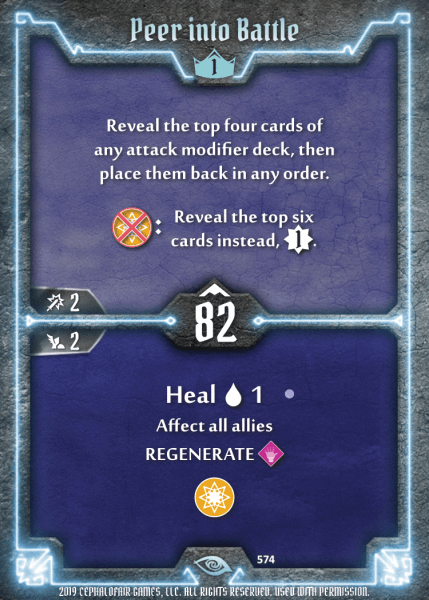 Peer into Battle
1
Reveal the top four cards of
any attack modifier deck, then
place them back in any order.
: Reveal the top six
cards instead, 1.
2
82
2
Heal 1
Affect all allies
REGENERATE
574
2019 CEPHALOFAIR GAMES, LLC. ALL RIGHTS RESERVED. USED WITH PERMISSION.